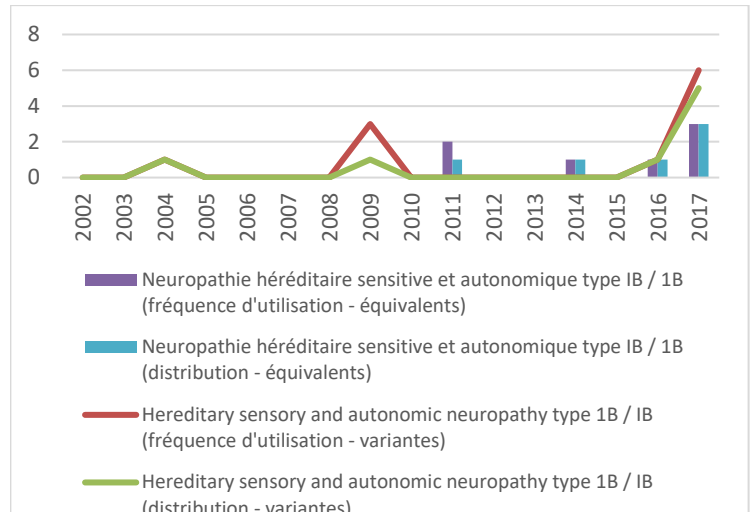 8
6
4
2
0
2002 2003 2004 2005 2006 2007 2008 2009 2010 2011 2012 2013 2014 2015 2016 2017
Neuropathie héréditaire sensitive et autonomique type IB / 1B
(fréquence d'utilisation - équivalents)
Neuropathie héréditaire sensitive et autonomique type IB / 1B
(distribution - équivalents)
Hereditary sensory and autonomic neuropathy type 1B / IB
(fréquence d'utilisation - variantes)
Hereditary sensory and autonomic neuropathy type 1B / IB
(distribution - variantes)